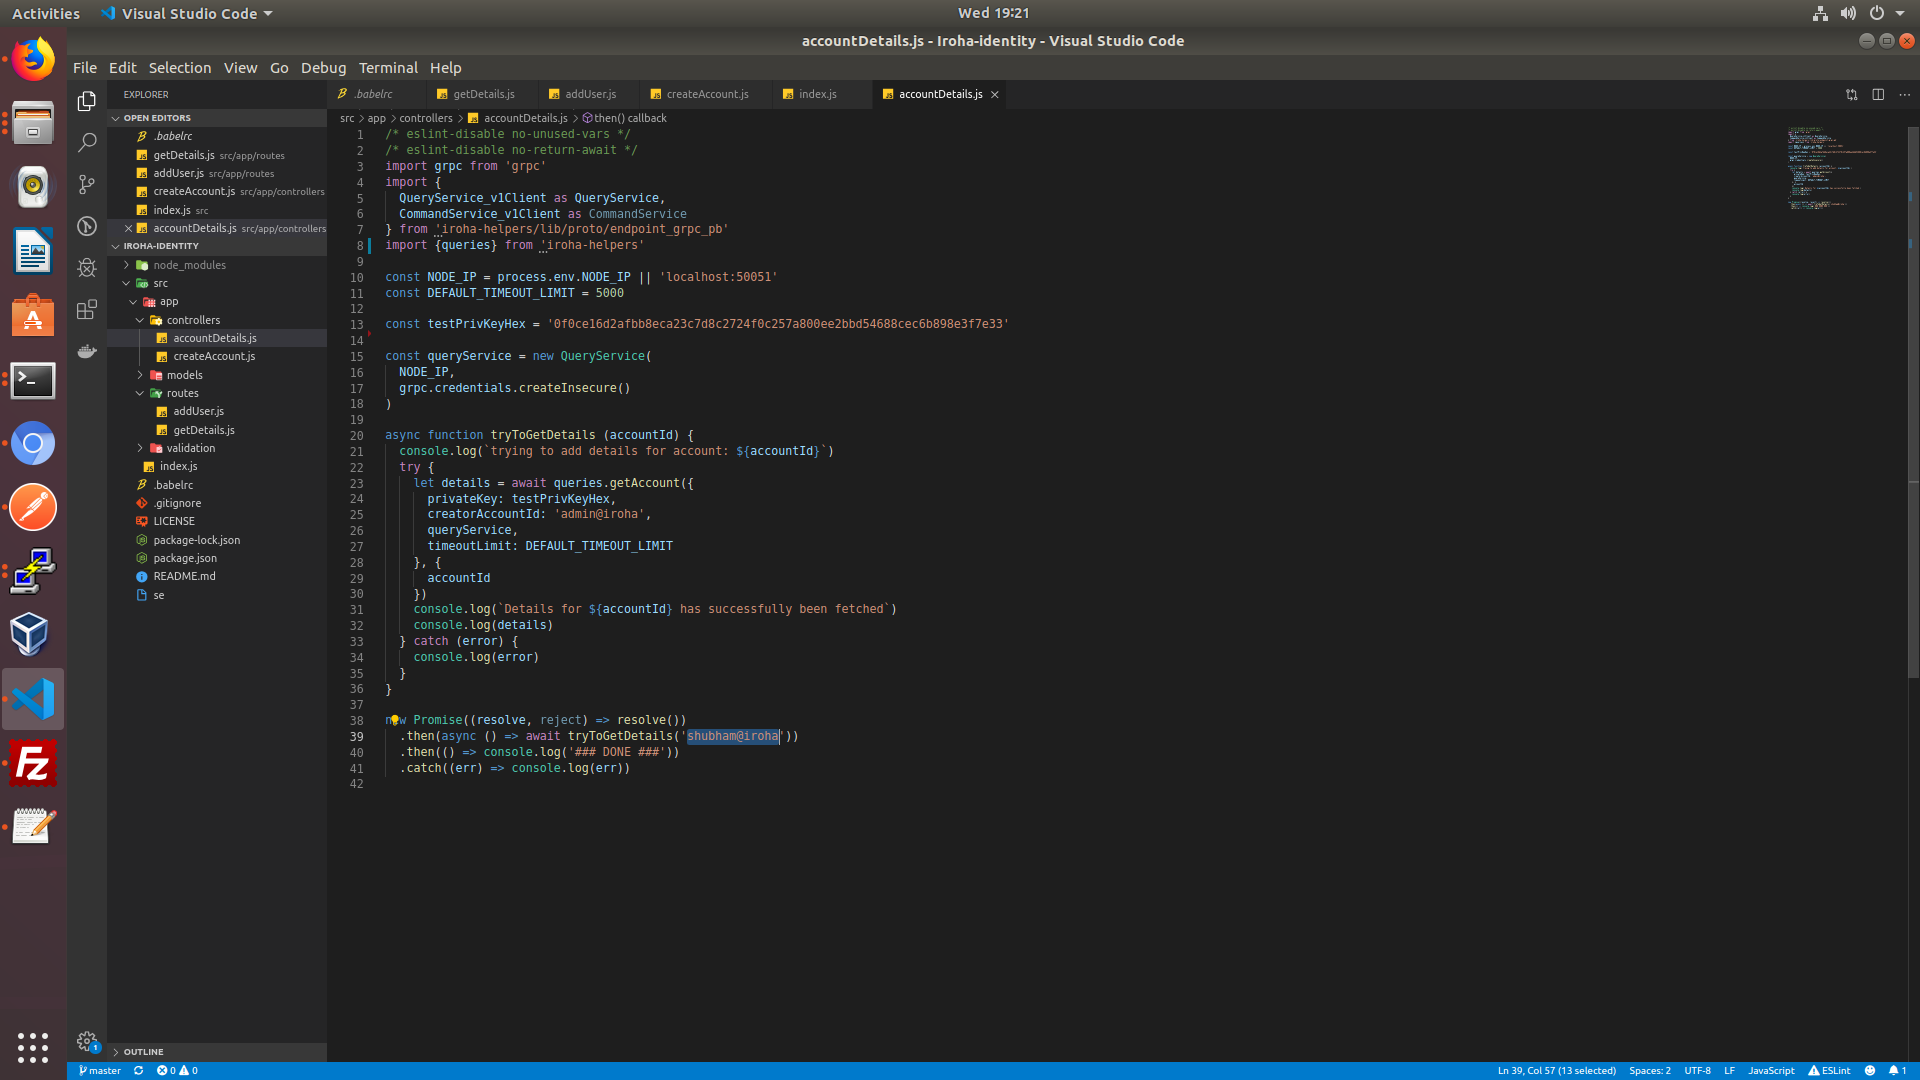 Activities Visual Studio Code Wed 19:21
accountDetails.js - Iroha-identity - Visual Studio Code
File Edit Selection View Go Debug Terminal Help
EXPLORER
OPEN EDITORS
.babelrc
getDetails.js src/app/routes
addUser.js src/app/routes
createAccount.js src/app/controllers
index.js src
accountDetails.js src/app/controllers
IROHA-IDENTITY
node_modules
src
app
controllers
accountDetails.js
createAccount.js
models
routes
addUser.js
getDetails.js
validation
index.js
.babelrc
.gitignore
LICENSE
package-lock.json
package.json
README.md
se
OUTLINE
.babelrc getDetails.js addUser.js createAccount.js index.js accountDetails.js
src > app > controllers > accountDetails.js > then() callback
1 /* eslint-disable no-unused-vars */
2 /* eslint-disable no-return-await */
3 import grpc from 'grpc'
4 import {
5 QueryService_v1Client as QueryService,
6 CommandService_v1Client as CommandService
7 } from 'iroha-helpers/lib/proto/endpoint_grpc_pb'
8 import {queries} from 'iroha-helpers'
9
10 const NODE_IP = process.env.NODE_IP || 'localhost:50051'
11 const DEFAULT_TIMEOUT_LIMIT = 5000
12
13 const testPrivKeyHex = '0f0ce16d2afbb8eca23c7d8c2724f0c257a800ee2bbd54688cec6b898e3f7e33'
14
15 const queryService = new QueryService(
16 NODE_IP,
17 grpc.credentials.createInsecure()
18 )
19
20 async function tryToGetDetails (accountId) {
21 console.log(`trying to add details for account: ${accountId}`)
22 try {
23 let details = await queries.getAccount({
24 privateKey: testPrivKeyHex,
25 creatorAccountId: 'admin@iroha',
26 queryService,
27 timeoutLimit: DEFAULT_TIMEOUT_LIMIT
28 }, {
29 accountId
30 })
31 console.log(`Details for ${accountId} has successfully been fetched`)
32 console.log(details)
33 } catch (error) {
34 console.log(error)
35 }
36 }
37
38 new Promise((resolve, reject) => resolve())
39 .then(async () => await tryToGetDetails('shubham@iroha'))
40 .then(() => console.log('### DONE ###'))
41 .catch((err) => console.log(err))
42
1
master 0 0 Ln 39, Col 57 (13 selected) Spaces: 2 UTF-8 LF JavaScript ESLint 1